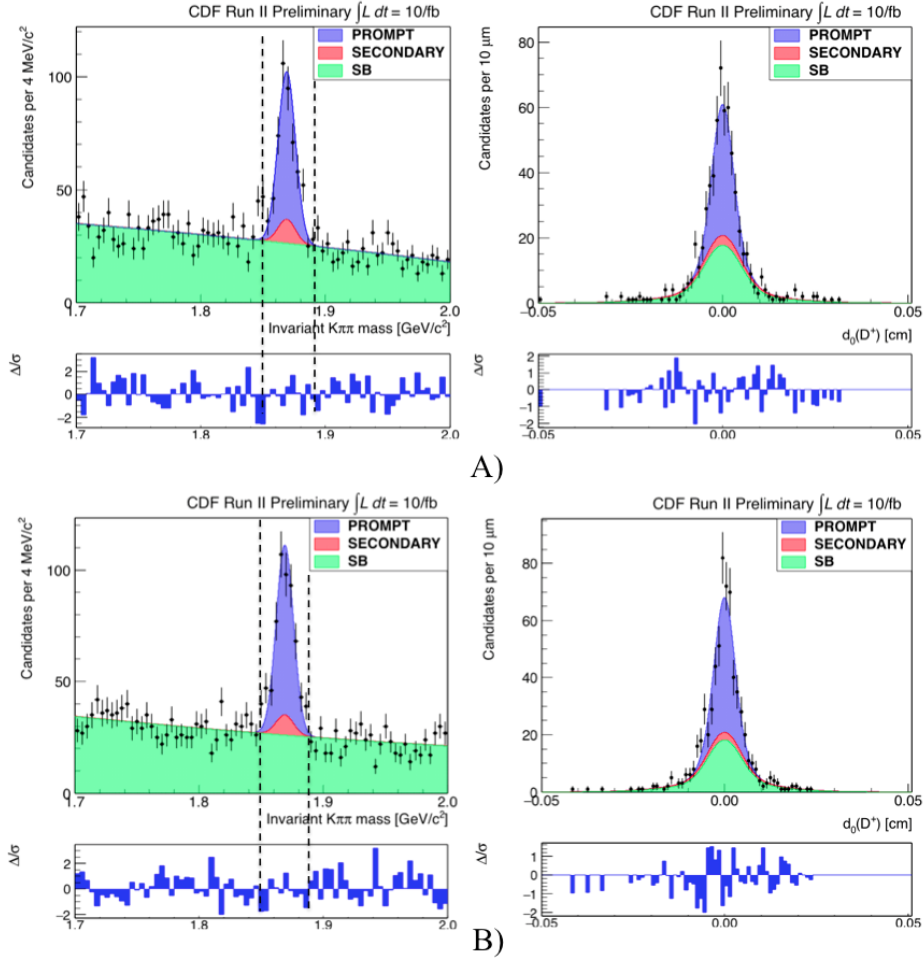 CDF Run II Preliminary ∫L dt = 10/fb
Candidates per 4 MeV/c²
PROMPT
SECONDARY
SB
100
50
0
1.7 1.8 1.9 2.0
Invariant Kππ mass [GeV/c²]
Δ/σ
2
0
−2
1.7 1.8 1.9 2.0
CDF Run II Preliminary ∫L dt = 10/fb
Candidates per 10 μm
PROMPT
SECONDARY
SB
80
60
40
20
0
−0.05 0.00 0.05
d₀(D⁺) [cm]
Δ/σ
2
1
0
−1
−2
−0.05 0.00 0.05
A)
CDF Run II Preliminary ∫L dt = 10/fb
Candidates per 4 MeV/c²
PROMPT
SECONDARY
SB
100
50
0
1.7 1.8 1.9 2.0
Invariant Kππ mass [GeV/c²]
Δ/σ
2
0
−2
1.7 1.8 1.9 2.0
CDF Run II Preliminary ∫L dt = 10/fb
Candidates per 10 μm
PROMPT
SECONDARY
SB
80
60
40
20
0
−0.05 0.00 0.05
d₀(D⁺) [cm]
Δ/σ
1
0
−1
−2
−0.05 0.00 0.05
B)